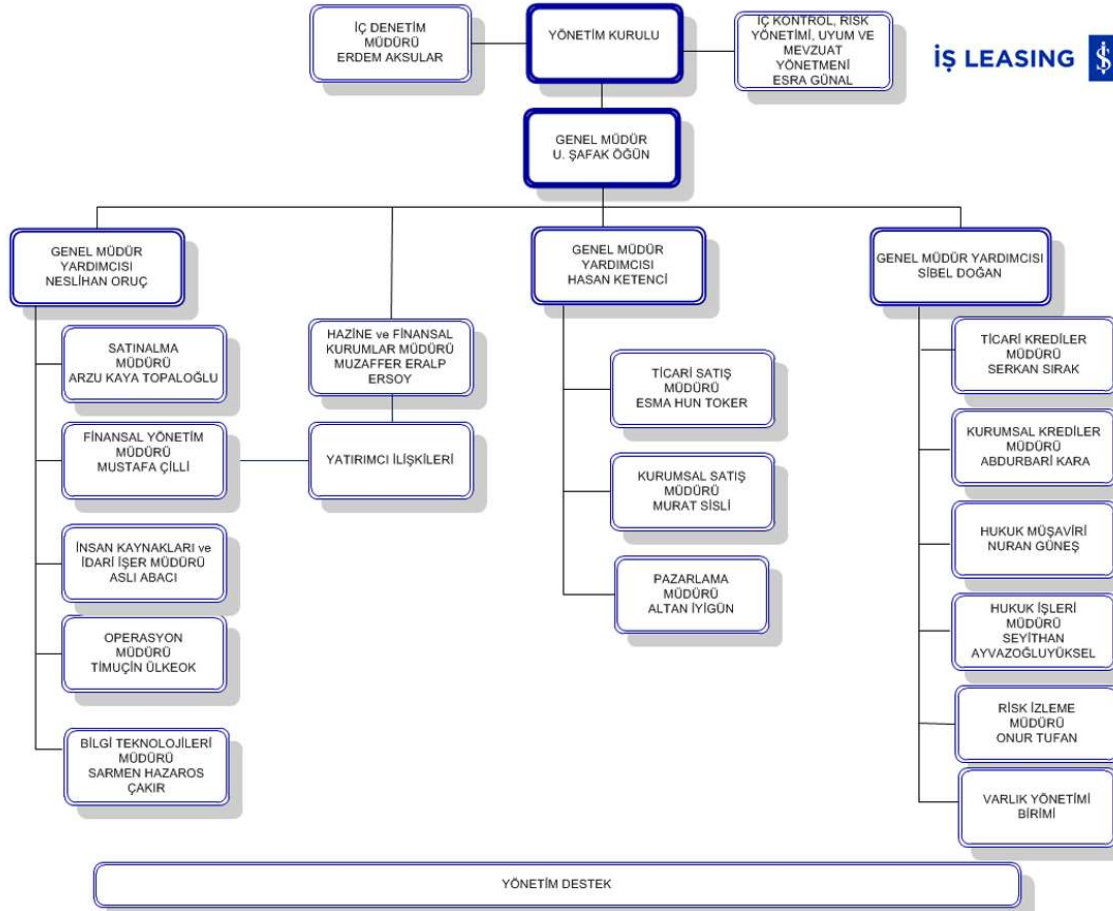 İÇ DENETİM
MÜDÜRÜ
ERDEM AKSULAR
YÖNETİM KURULU
İÇ KONTROL, RİSK
YÖNETİMİ, UYUM VE
MEVZUAT
YÖNETMENİ
ESRA GÜNAL
İŞ LEASING
GENEL MÜDÜR
U. ŞAFAK ÖĞÜN
GENEL MÜDÜR
YARDIMCISI
NESLİHAN ORUÇ
GENEL MÜDÜR
YARDIMCISI
HASAN KETENCİ
GENEL MÜDÜR YARDIMCISI
SİBEL DOĞAN
SATINALMA
MÜDÜRÜ
ARZU KAYA TOPALOĞLU
FİNANSAL YÖNETİM
MÜDÜRÜ
MUSTAFA ÇİLLİ
İNSAN KAYNAKLARI ve
İDARİ İŞER MÜDÜRÜ
ASLI ABACI
OPERASYON
MÜDÜRÜ
TİMUÇİN ÜLKEOK
BİLGİ TEKNOLOJİLERİ
MÜDÜRÜ
SARMEN HAZAROS
ÇAKIR
HAZİNE ve FİNANSAL
KURUMLAR MÜDÜRÜ
MUZAFFER ERALP
ERSOY
YATIRIMCI İLİŞKİLERİ
TİCARİ SATIŞ
MÜDÜRÜ
ESMA HUN TOKER
KURUMSAL SATIŞ
MÜDÜRÜ
MURAT SİSLİ
PAZARLAMA
MÜDÜRÜ
ALTAN İYİGÜN
TİCARİ KREDİLER
MÜDÜRÜ
SERKAN SIRAK
KURUMSAL KREDİLER
MÜDÜRÜ
ABDURBARİ KARA
HUKUK MÜŞAVİRİ
NURAN GÜNEŞ
HUKUK İŞLERİ
MÜDÜRÜ
SEYİTHAN
AYVAZOĞLUYÜKSEL
RİSK İZLEME
MÜDÜRÜ
ONUR TUFAN
VARLIK YÖNETİMİ
BİRİMİ
YÖNETİM DESTEK